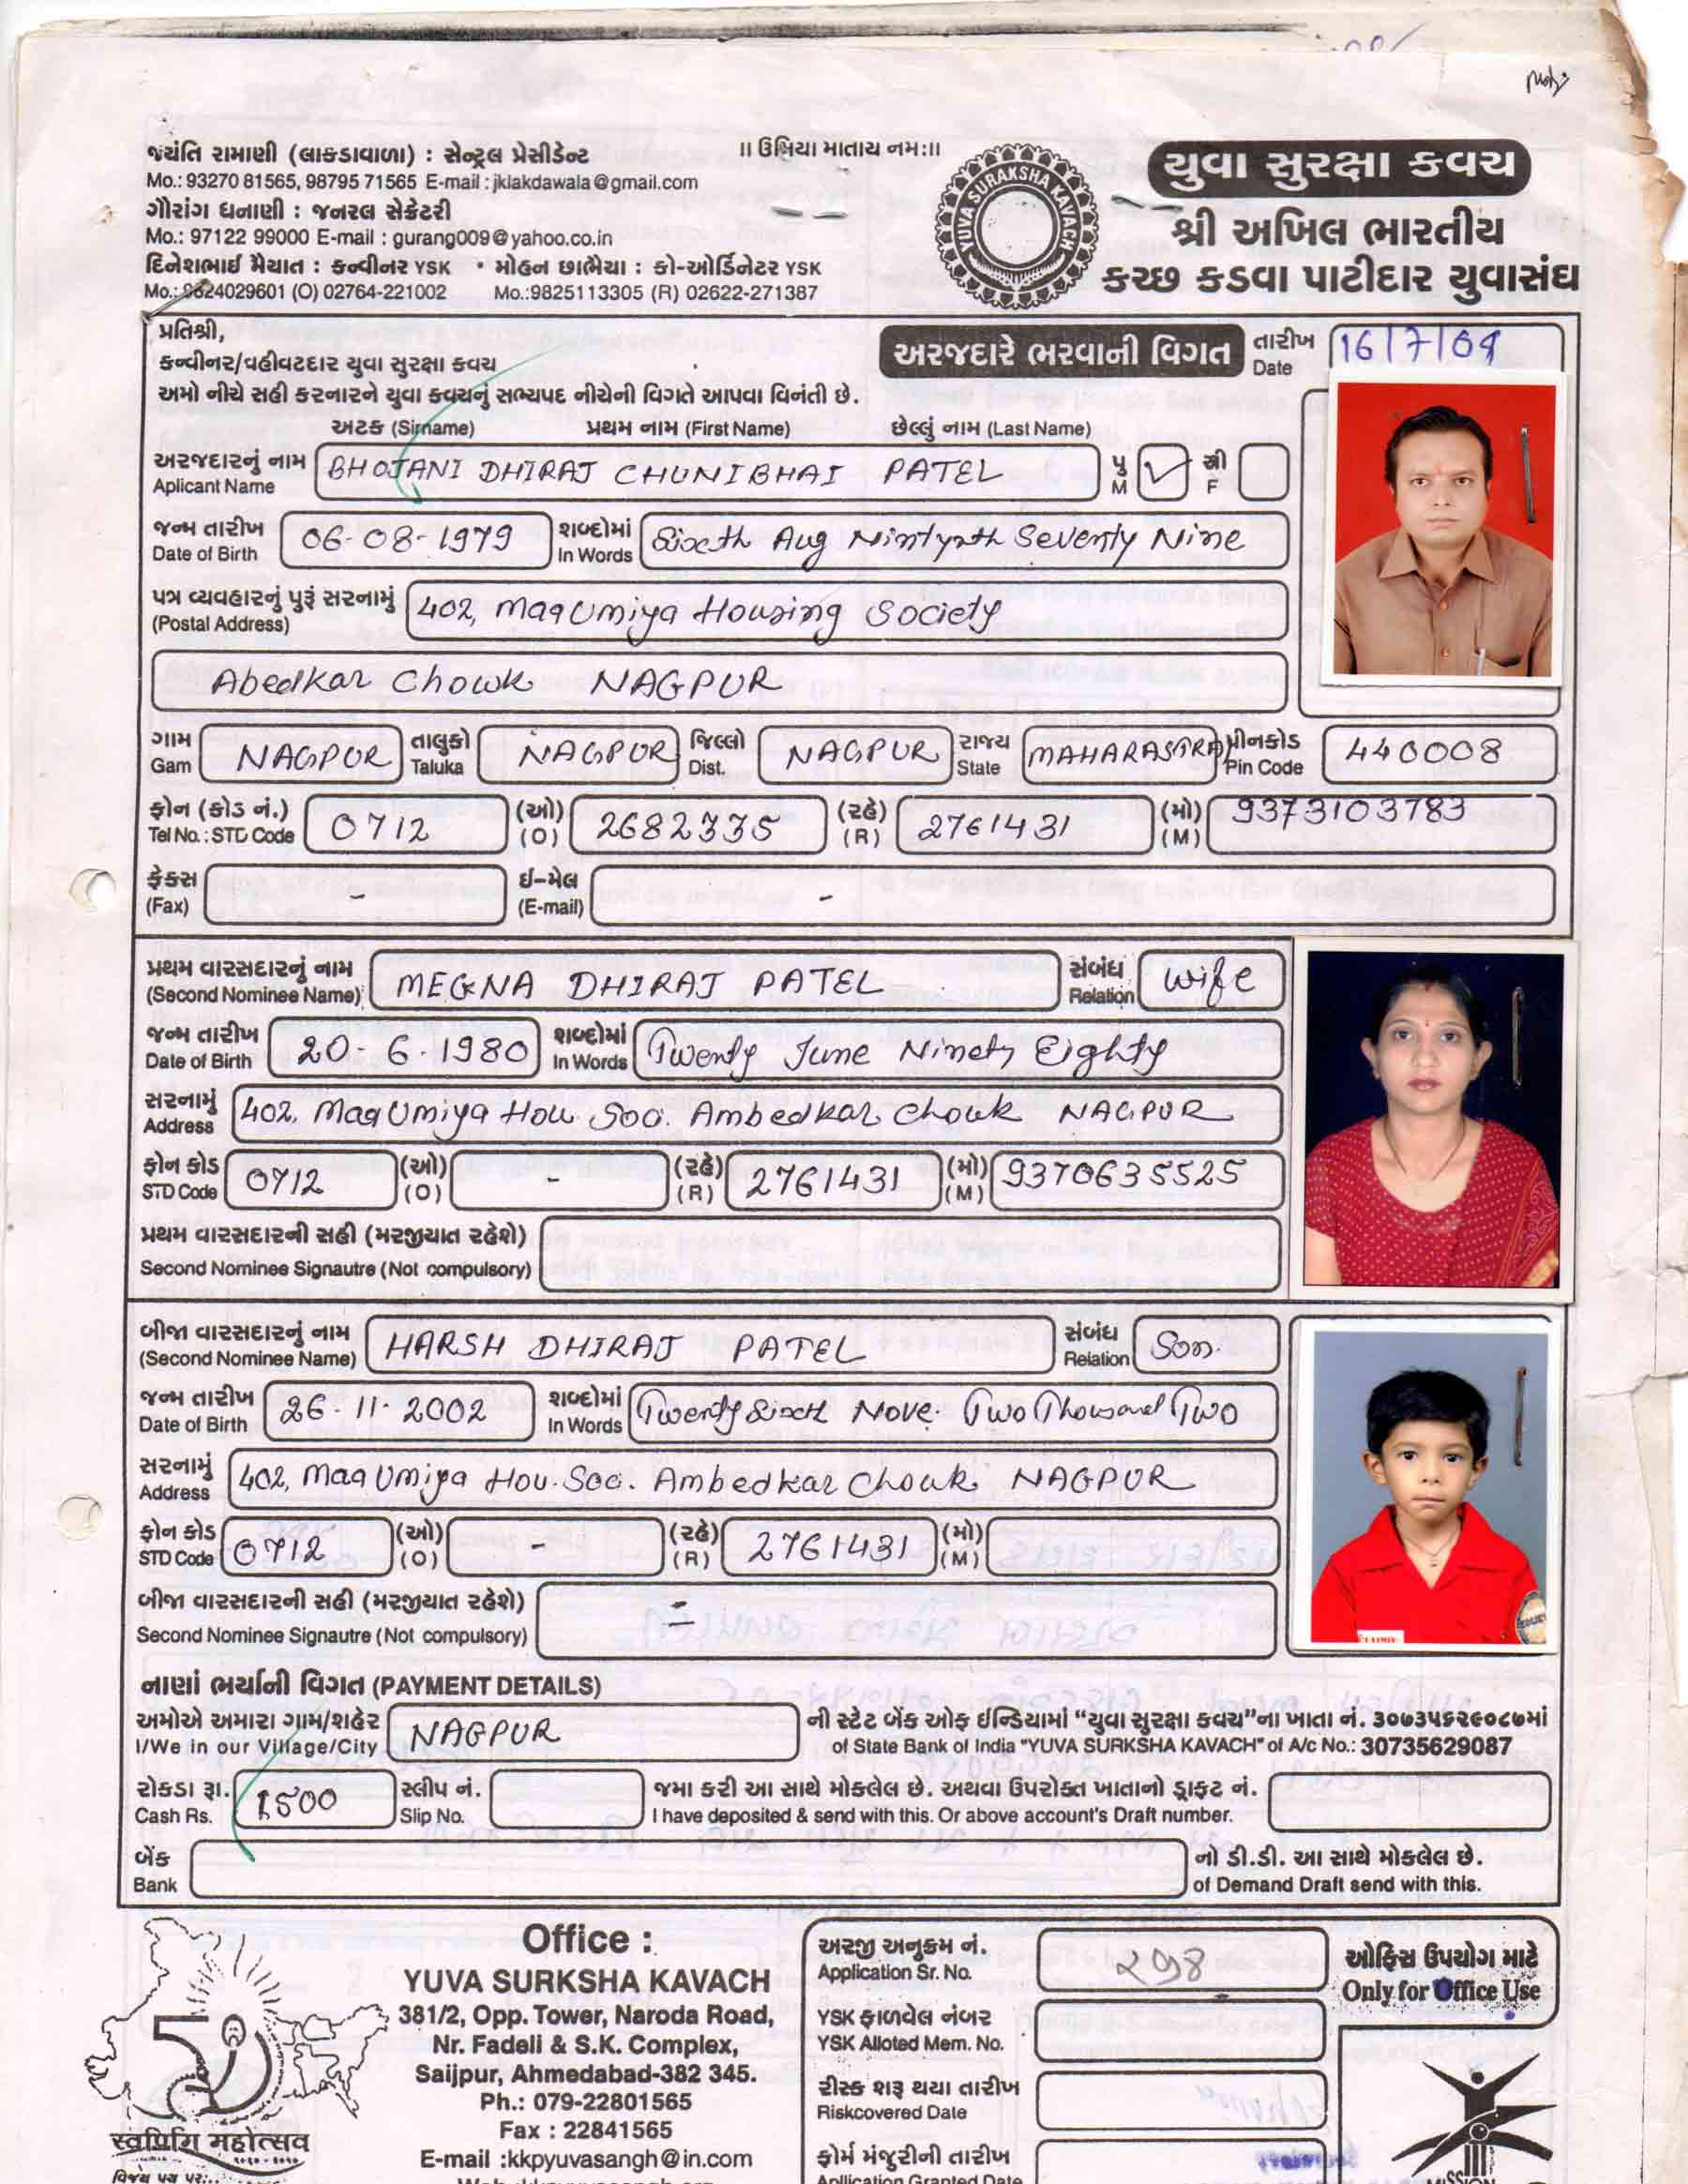 જયંતિ રામાણી (લાકડાવાળા) : સેન્ટ્રલ પ્રેસીડેન્ટ
Mo.: 93270 81565, 98795 71565 E-mail : jklakdawala@gmail.com
ગૌરાંગ ધનાણી : જનરલ સેક્રેટરી
Mo.: 97122 99000 E-mail : gurang009@yahoo.co.in
દિનેશભાઈ મૈયાત : કન્વીનર YSK • મોહન છાભૈયા : કો-ઓર્ડિનેટર YSK
Mo.: 9824029601 (O) 02764-221002 Mo.:9825113305 (R) 02622-271387
॥ ઉમિયા માતાય નમ:॥
YUVA SURAKSHA KAVACH
યુવા સુરક્ષા કવચ
શ્રી અખિલ ભારતીય
કચ્છ કડવા પાટીદાર યુવાસંઘ
પ્રતિશ્રી,
કન્વીનર/વહીવટદાર યુવા સુરક્ષા કવચ
અરજદારે ભરવાની વિગત તારીખ Date 16/7/09
અમો નીચે સહી કરનારને યુવા કવચનું સભ્યપદ નીચેની વિગતે આપવા વિનંતી છે.
અટક (Sirname) પ્રથમ નામ (First Name) છેલ્લું નામ (Last Name)
અરજદારનું નામ Aplicant Name BHOJANI DHIRAJ CHUNIBHAI PATEL પુ M ✓ સ્ત્રી F
જન્મ તારીખ Date of Birth 06-08-1979 શબ્દોમાં In Words Sixcth Aug Nintynth Seventy Nine
પત્ર વ્યવહારનું પુરૂં સરનામું (Postal Address) 402, Maa Umiya Housing Society
Abedkar Chowk NAGPUR
ગામ Gam NAGPUR તાલુકો Taluka NAGPUR જિલ્લો Dist. NAGPUR રાજ્ય State MAHARASTRA પીનકોડ Pin Code 440008
ફોન (કોડ નં.) Tel No.: STD Code 0712 (ઓ) (O) 2682335 (રહે) (R) 2761431 (મો) (M) 9373103783
ફેક્સ (Fax) - ઈ-મેલ (E-mail) -
પ્રથમ વારસદારનું નામ (Second Nominee Name) MEGNA DHIRAJ PATEL સંબંધ Relation wife
જન્મ તારીખ Date of Birth 20-6-1980 શબ્દોમાં In Words Twenty June Ninety Eighty
સરનામું Address 402, Maa Umiya Hou. Soc. Ambedkar Chowk NAGPUR
ફોન કોડ STD Code 0712 (ઓ) (O) - (રહે) (R) 2761431 (મો) (M) 9370635525
પ્રથમ વારસદારની સહી (મરજીયાત રહેશે)
Second Nominee Signautre (Not compulsory)
બીજા વારસદારનું નામ (Second Nominee Name) HARSH DHIRAJ PATEL સંબંધ Relation Son.
જન્મ તારીખ Date of Birth 26-11-2002 શબ્દોમાં In Words Twenty Sixcth Nove. Two Thousand Two
સરનામું Address 402, Maa Umiya Hou. Soc. Ambedkar Chowk NAGPUR
ફોન કોડ STD Code 0712 (ઓ) (O) - (રહે) (R) 2761431 (મો) (M)
બીજા વારસદારની સહી (મરજીયાત રહેશે)
Second Nominee Signautre (Not compulsory)
નાણાં ભર્યાની વિગત (PAYMENT DETAILS)
અમોએ અમારા ગામ/શહેર NAGPUR ની સ્ટેટ બેંક ઓફ ઈન્ડિયામાં “યુવા સુરક્ષા કવચ”ના ખાતા નં. ૩૦૭૩૫૬૨૯૦૮૭માં
I/We in our Village/City of State Bank of India "YUVA SURKSHA KAVACH" of A/c No.: 30735629087
રોકડા રૂા. Cash Rs. 1500 સ્લીપ નં. Slip No. જમા કરી આ સાથે મોકલેલ છે. અથવા ઉપરોક્ત ખાતાનો ડ્રાફ્ટ નં.
I have deposited & send with this. Or above account's Draft number.
બેંક Bank નો ડી.ડી. આ સાથે મોકલેલ છે.
of Demand Draft send with this.
સ્વર્ણિમ મહોત્સવ
Office :
YUVA SURKSHA KAVACH
381/2, Opp. Tower, Naroda Road,
Nr. Fadeli & S.K. Complex,
Saijpur, Ahmedabad-382 345.
Ph.: 079-22801565
Fax : 22841565
E-mail :kkpyuvasangh@in.com
અરજી અનુક્રમ નં. ૨૭૪
Application Sr. No.
ઓફિસ ઉપયોગ માટે
Only for Office Use
YSK ફાળવેલ નંબર
YSK Alloted Mem. No.
રીસ્ક શરૂ થયા તારીખ
Riskcovered Date
ફોર્મ મંજુરીની તારીખ
Apllication Granted Date
MISSION